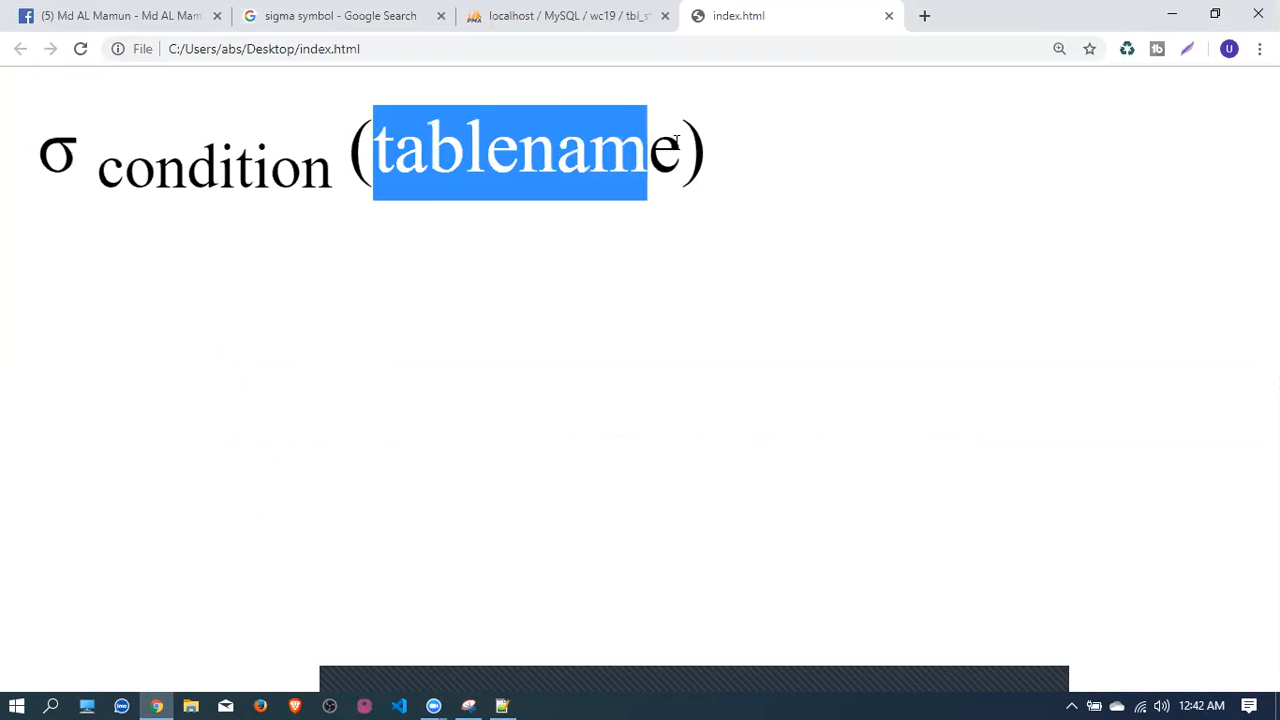 (5) Md AL Mamun - Md AL Mam
sigma symbol - Google Search
localhost / MySQL / wc19 / tbl_st
index.html
File
C:/Users/abs/Desktop/index.html
U
σ condition (tablename)
12:42 AM